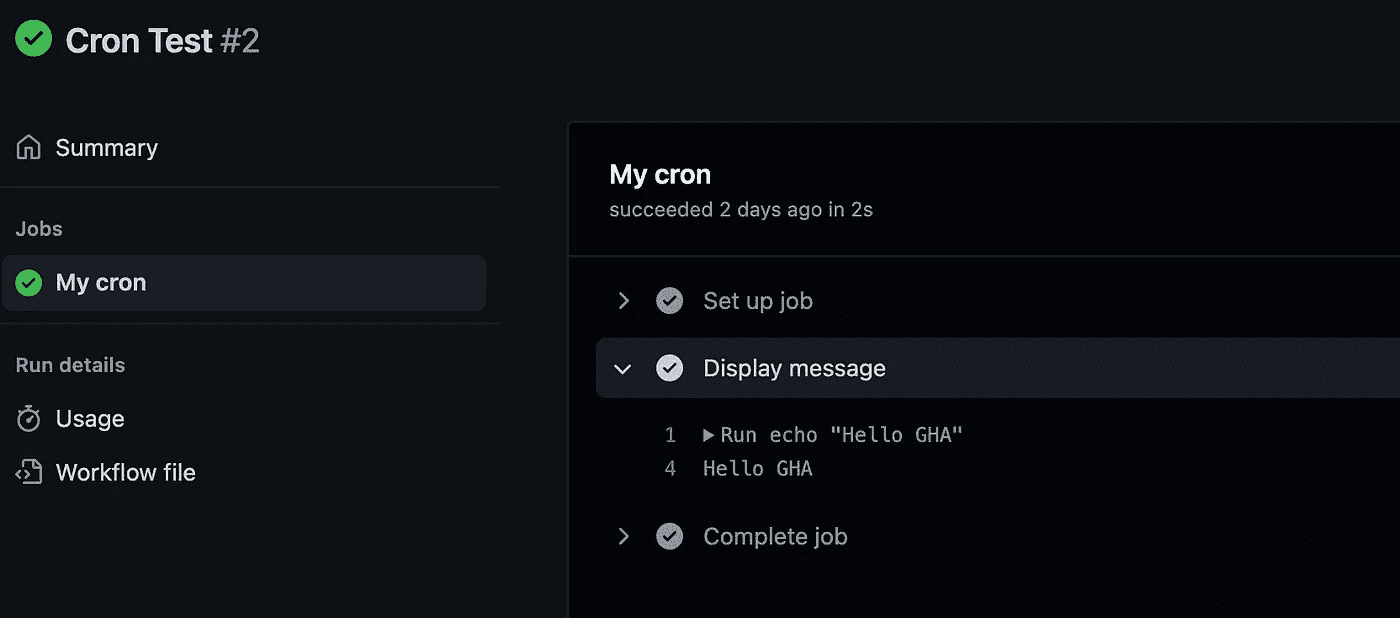 Cron Test #2
Summary
Jobs
My cron
Run details
Usage
Workflow file
My cron
succeeded 2 days ago in 2s
Set up job
Display message
1 Run echo "Hello GHA"
4 Hello GHA
Complete job